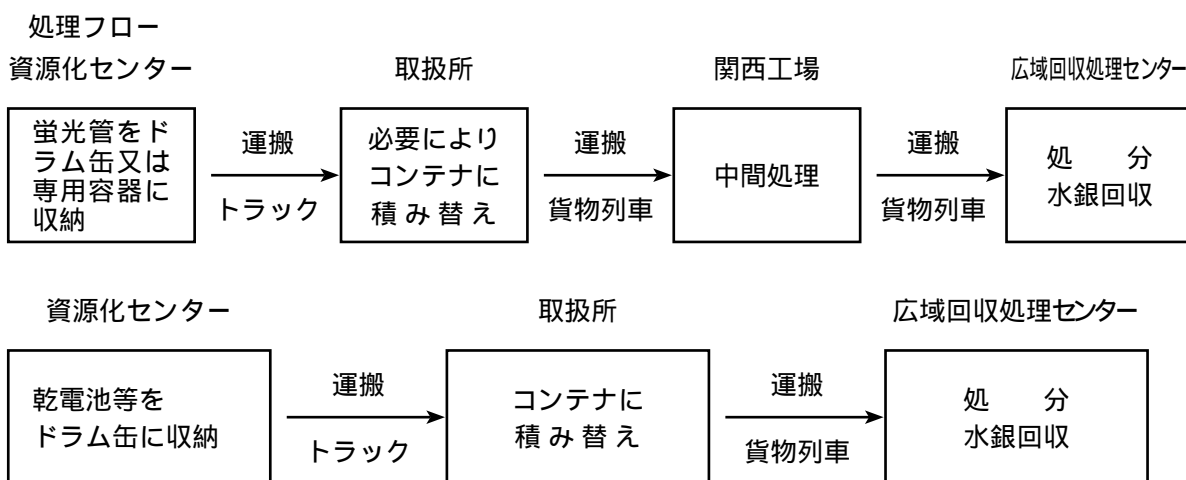 処理フロー
資源化センター
取扱所
関西工場
広域回収処理センター
蛍光管をド
ラム缶又は
専用容器に
収納
運搬
トラック
必要により
コンテナに
積み替え
運搬
貨物列車
中間処理
運搬
貨物列車
処　分
水銀回収
資源化センター
取扱所
広域回収処理センター
乾電池等を
ドラム缶に収納
運搬
トラック
コンテナに
積み替え
運搬
貨物列車
処　分
水銀回収